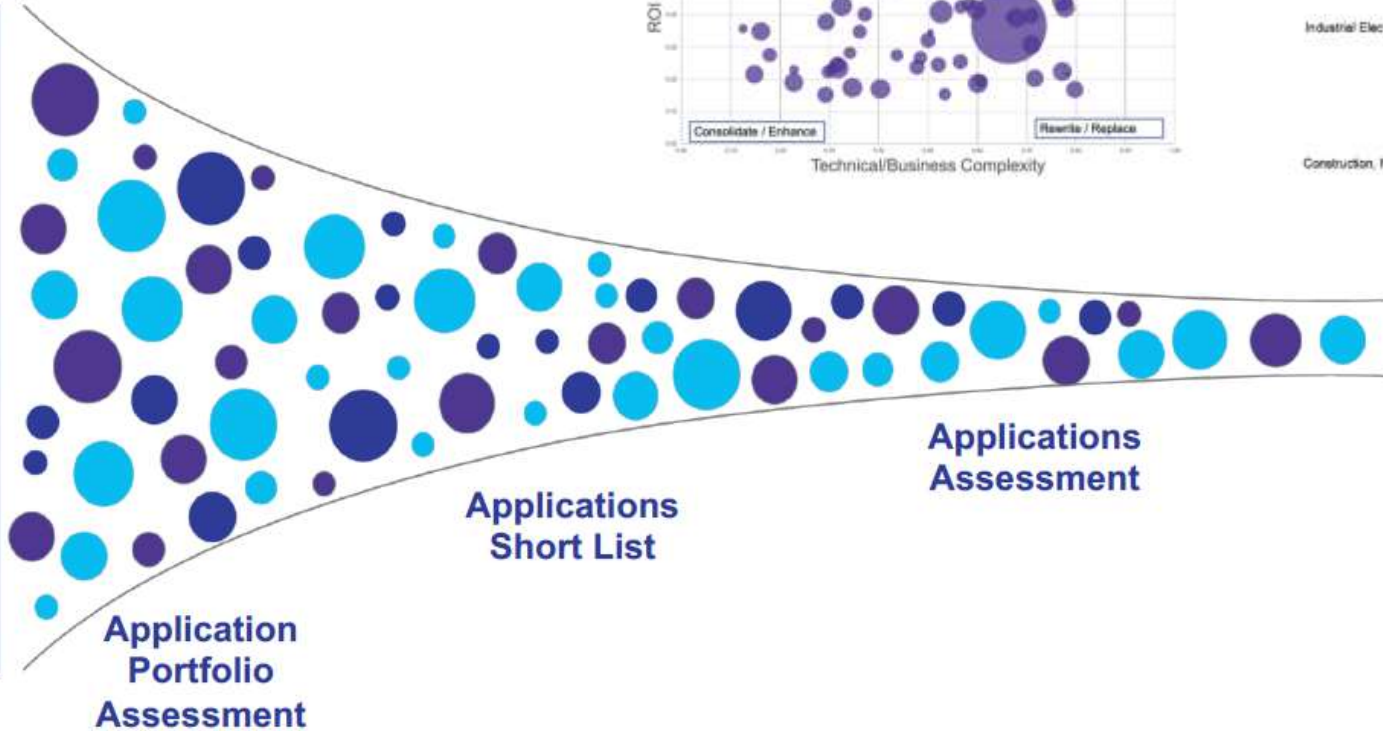 ROI
Industrial Elec
Consolidate / Enhance
Rewrite / Replace
Technical/Business Complexity
Construction,
Applications
Assessment
Applications
Short List
Application
Portfolio
Assessment